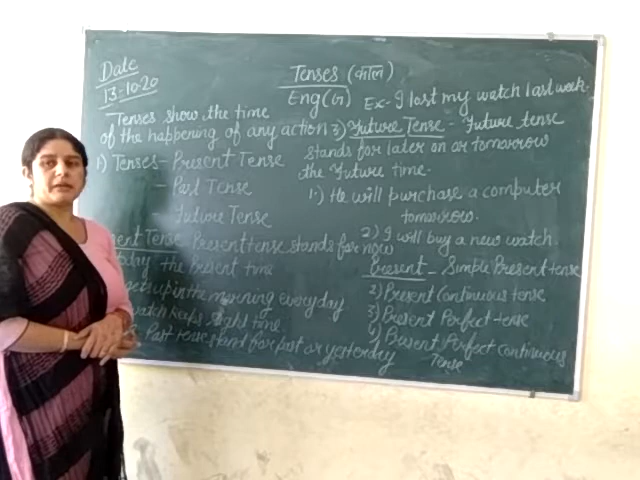 Date
13-10-20
Tenses (काल)
Eng(G)
Tenses show the time
of the happening of any action
1) Tenses - Present Tense
- Past Tense
- Future Tense
ent Tense Present tense stands for now
today the Present time
up in the morning everyday
watch keeps right time
Past tense stand for past or yesterday
Ex- I lost my watch last week.
3) Future Tense - Future tense
stands for later on or tomorrow
the Future time.
1.) He will purchase a computer
tomorrow.
2) I will buy a new watch.
Present - Simple Present tense
2) Present Continuous tense
3) Present Perfect tense
4) Present Perfect continuous
Tense